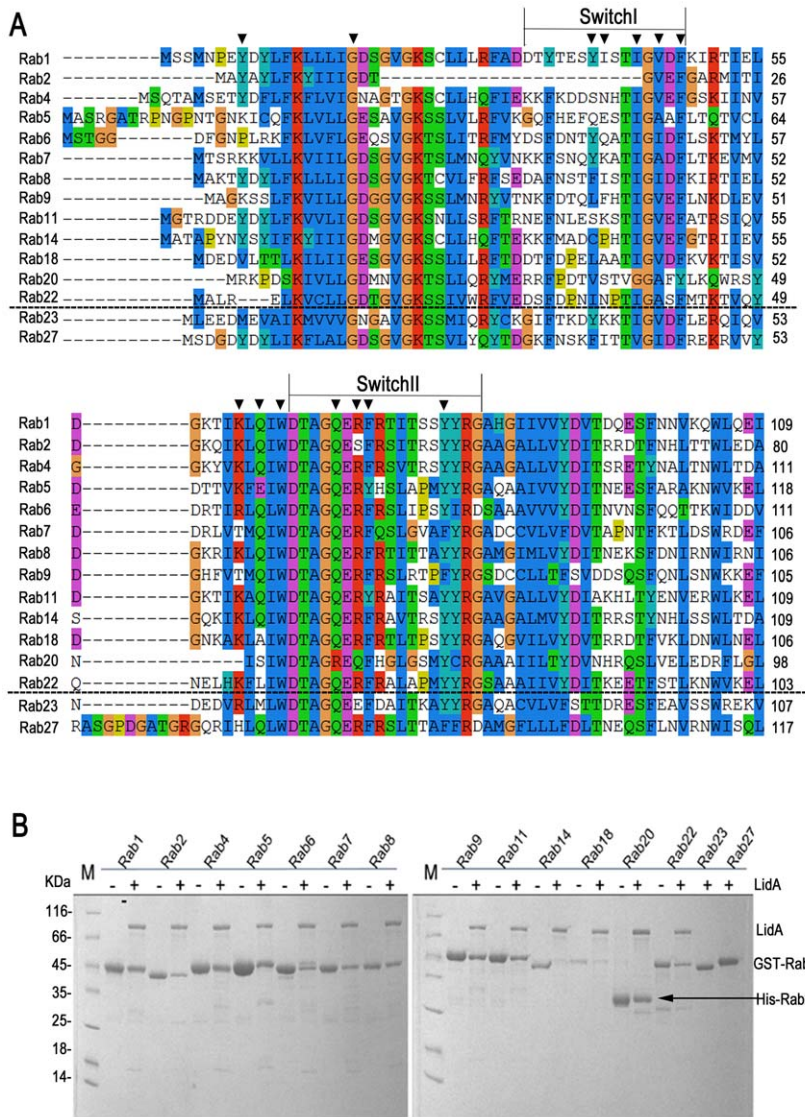 A
SwitchI
Rab1 ----------MSSMNPEYDYLFKLLLIGDSGVGKSCLLLRFADDTYTESYISTIGVDFKIRTIEL 55
Rab2 -------------MAYAYLFKYIIIGDT---------------------GVEFGARMITI 26
Rab4 --------MSQTAMSETYDFLFKFLVIGNAGTGKSCLLHQFIEKKFKDDSNHTIGVEFGSKIINV 57
Rab5 MASRGATRPNGPNTGNKICQFKLVLLGESAVGKSSLVLRFVKGQFHEFQESTIGAAFLTQTVCL 64
Rab6 MSTGG------DFGNPLRKFKLVFLGEQSVGKTSLITRFMYDSFDNTYQATIGIDFLSKTMYL 57
Rab7 ----------MTSRKKVLLKVIILGDSGVGKTSLMNQYVNKKFSNQYKATIGADFLTKEVMV 52
Rab8 ----------MAKTYDYLFKLLLIGDSGVGKTCVLFRFSEDAFNSTFISTIGIDFKIRTIEL 52
Rab9 -----------MAGKSSLFKVILLGDGGVGKSSLMNRYVTNKFDTQLFHTIGVEFLNKDLEV 51
Rab11 --------MGTRDDEYDYLFKVVLIGDSGVGKSNLLSRFTRNEFNLESKSTIGVEFATRSIQV 55
Rab14 --------MATAPYNYSYIFKYIIIGDMGVGKSCLLHQFTEKKFMADCPHTIGVEFGTRIIEV 55
Rab18 ----------MDEDVLTTLKILIIGESGVGKSSLLLRFTDDTFDPELAATIGVDFKVKTISV 52
Rab20 -------------MRKPDSKIVLLGDMNVGKTSLLQRYMERRFPDTVSTVGGAFYLKQWRSY 49
Rab22 -----------MALR---ELKVCLLGDTGVGKSSIVWRFVEDSFDPNINPTIGASFMTKTVQY 49
Rab23 ---------MLEEDMEVAIKMVVVGNGAVGKSSMIQRYCKGIFTKDYKKTIGVDFLERQIQV 53
Rab27 ---------MSDGDYDYLIKFLALGDSGVGKTSVLYQYTDGKFNSKFITTVGIDFREKRVVY 53
SwitchII
Rab1 D---------GKTIKLQIWDTAGQERFRTITSSYYRGAHGIIVVYDVTDQESFNNVKQWLQEI 109
Rab2 D---------GKQIKLQIWDTAGQESFRSITRSYYRGAAGALLVYDITRRDTFNHLTTWLEDA 80
Rab4 G---------GKYVKLQIWDTAGQERFRSVTRSYYRGAAGALLVYDITSRETYNALTNWLTDA 111
Rab5 D---------DTTVKFEIWDTAGQERYHSLAPMYYRGAQAAIVVYDITNEESFARAKNWVKEL 118
Rab6 E---------DRTIRLQLWDTAGQERFRSLIPSYIRDSAAAVVVYDITNVNSFQQTTKWIDDV 111
Rab7 D---------DRLVTMQIWDTAGQERFQSLGVAFYRGADCCVLVFDVTAPNTFKTLDSWRDEF 106
Rab8 D---------GKRIKLQIWDTAGQERFRTITTAYYRGAMGIMLVYDITNEKSFDNIRNWIRNI 106
Rab9 D---------GHFVTMQIWDTAGQERFRSLRTPFYRGSDCCLLTFSVDDSQSFQNLSNWKKEF 105
Rab11 D---------GKTIKAQIWDTAGQERYRAITSAYYRGAVGALLVYDIAKHLTYENVERWLKEL 109
Rab14 S---------GQKIKLQIWDTAGQERFRAVTRSYYRGAAGALMVYDITRRSTYNHLSSWLTDA 109
Rab18 D---------GNKAKLAIWDTAGQERFRTLTPSYYRGAQGVILVYDVTRRDTFVKLDNWLNEL 106
Rab20 N-------------ISIWDTAGREQFHGLGSMYCRGAAAIILTYDVNHRQSLVELEDRFLGL 98
Rab22 Q---------NELHKFLIWDTAGQERFRALAPMYYRGSAAAIIVYDITKEETFSTLKNWVKEL 103
Rab23 N---------DEDVRLMLWDTAGQEEFDAITKAYYRGAQACVLVFSTTDRESFEAVSSWREKV 107
Rab27 RASGPDGATGRGQRIHLQLWDTAGQERFRSLTTAFFRDAMGFLLLFDLTNEQSFLNVRNWISQL 117
B
M Rab1 Rab2 Rab4 Rab5 Rab6 Rab7 Rab8 M Rab9 Rab11 Rab14 Rab18 Rab20 Rab22 Rab23 Rab27
KDa - + - + - + - + - + - + - + - + - + - + - + - + - + + + LidA
116-
66-
45-
35-
25-
18-
14-
LidA
GST-Rab
His-Rab